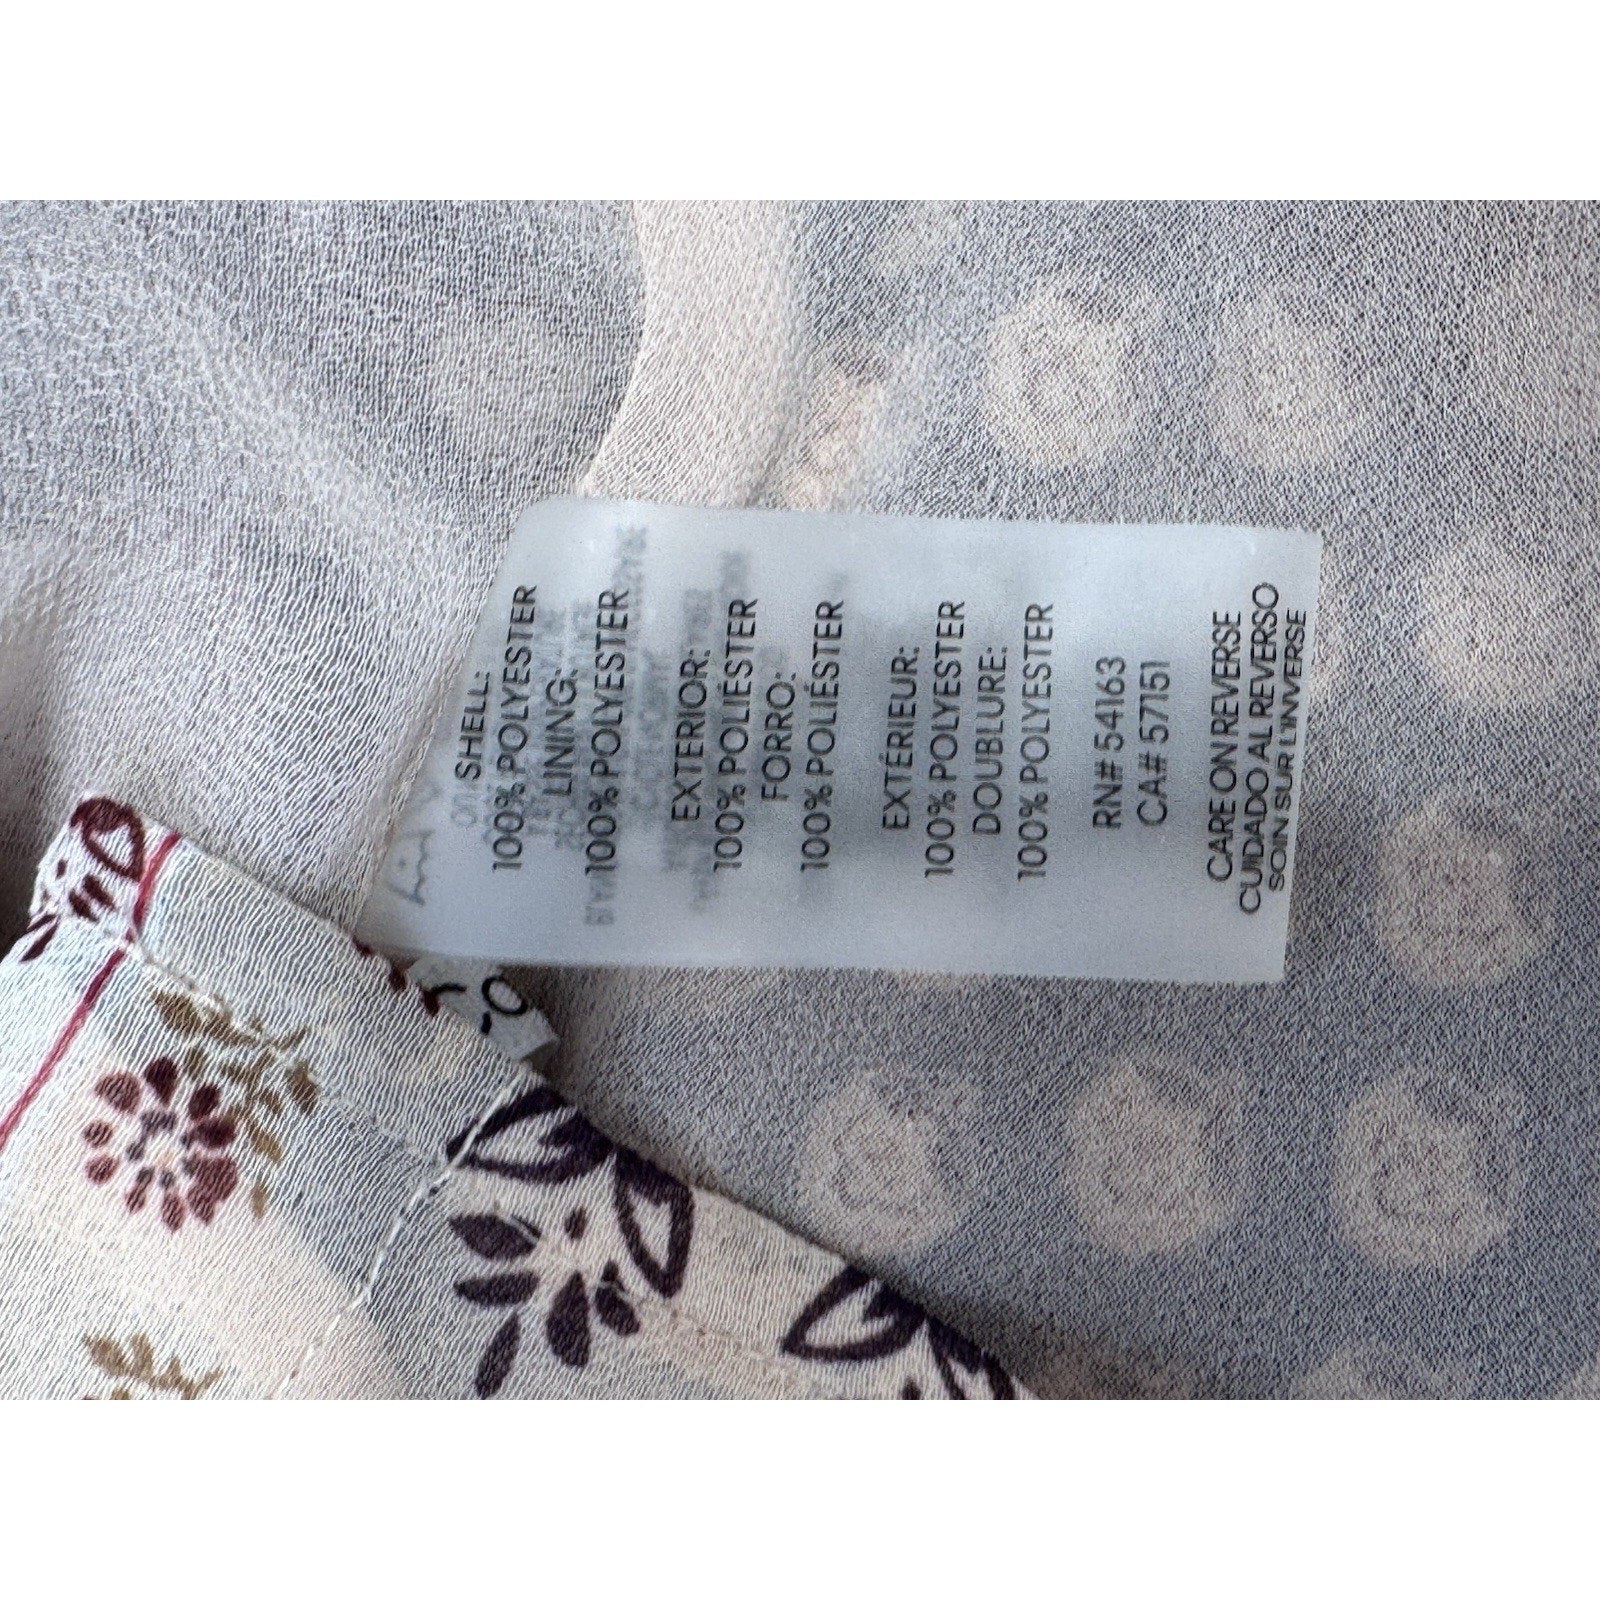 SHELL:
100% POLYESTER
LINING:
100% POLYESTER
EXTERIOR:
100% POLIÉSTER
FORRO:
100% POLIÉSTER
EXTÉRIEUR:
100% POLYESTER
DOUBLURE:
100% POLYESTER
RN# 54163
CA# 57151
CARE ON REVERSE
CUIDADO AL REVERSO
SOIN SUR L'INVERSE